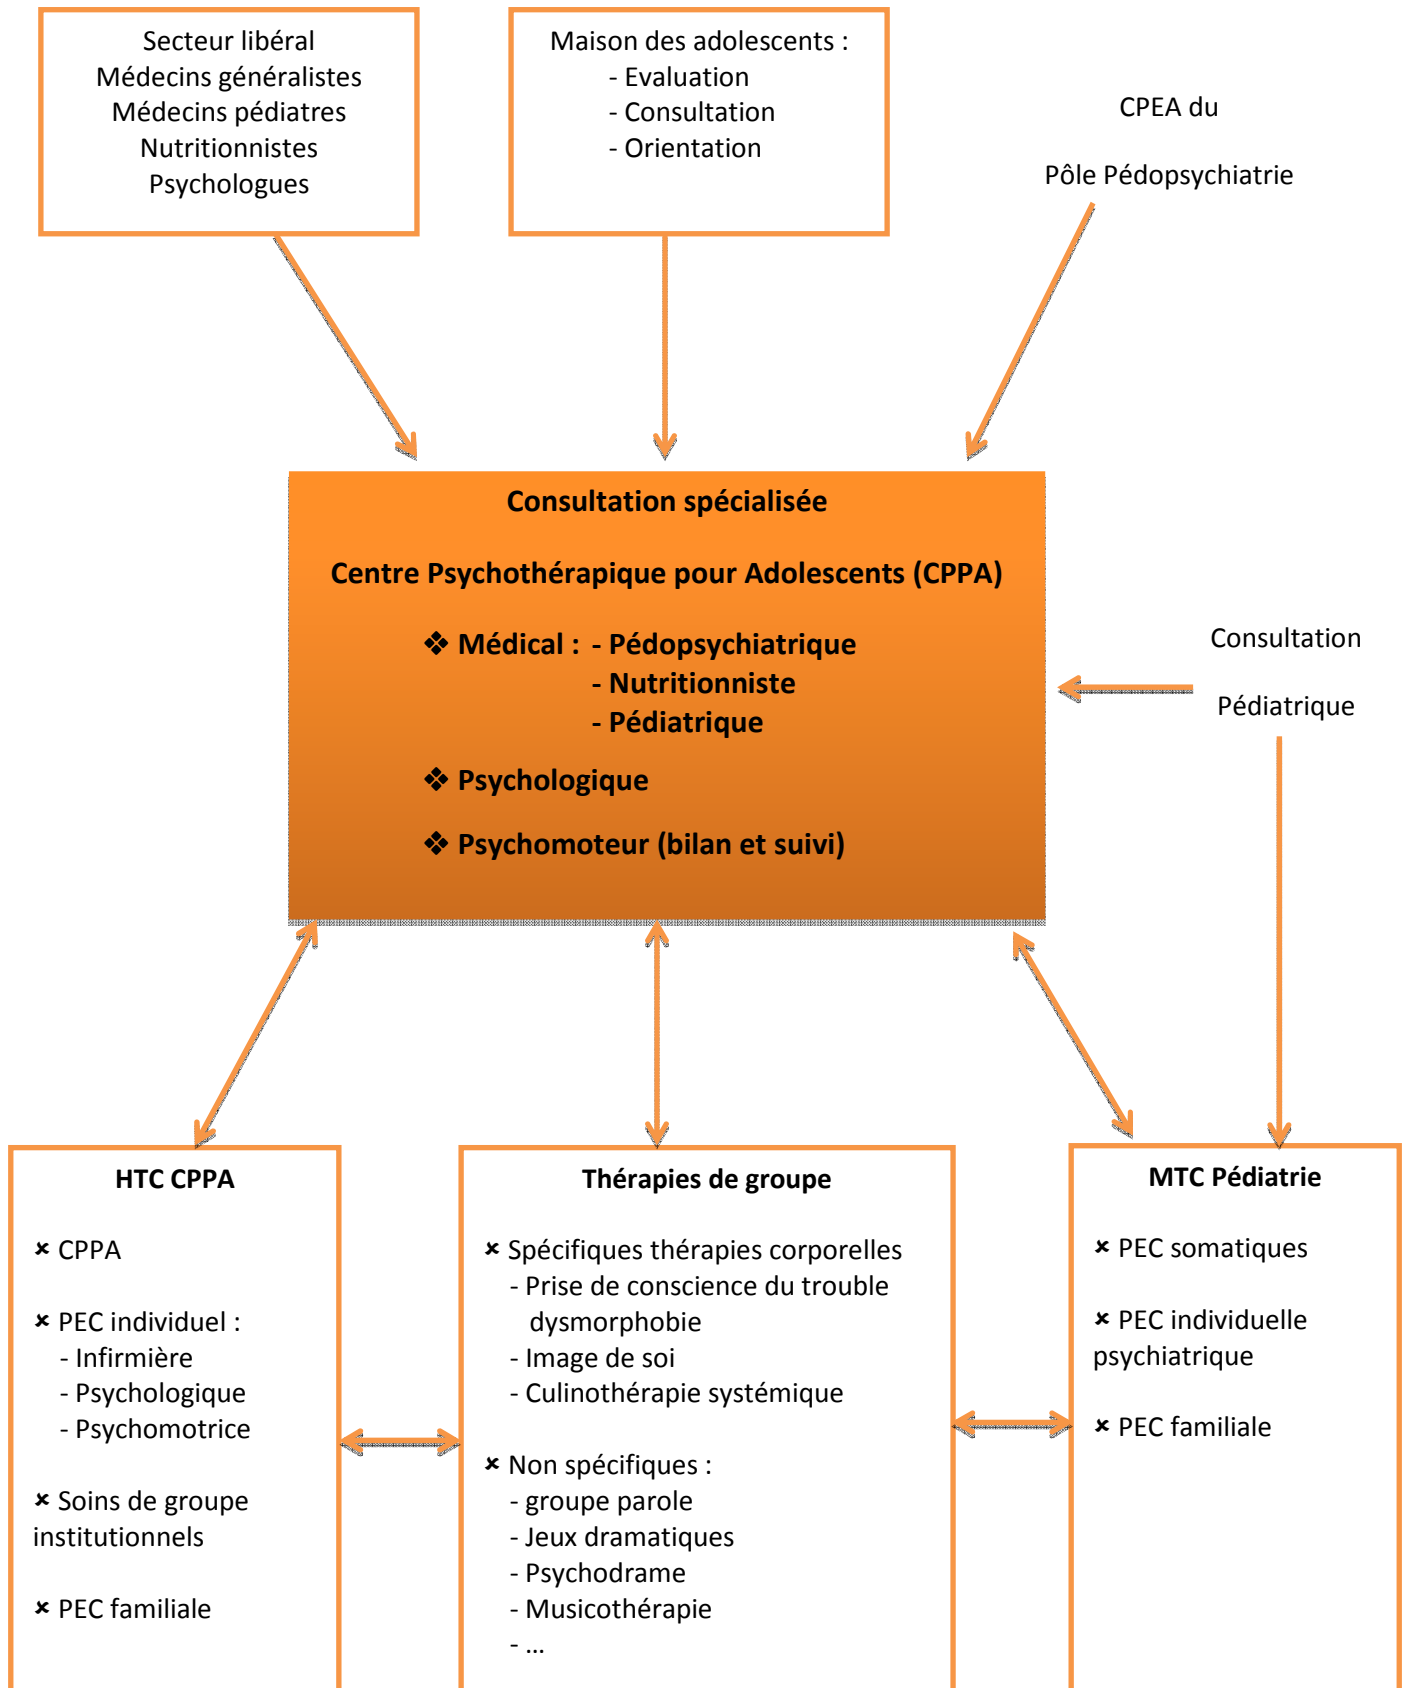 Secteur libéral
Médecins généralistes
Médecins pédiatres
Nutritionnistes
Psychologues
Maison des adolescents :
- Evaluation
- Consultation
- Orientation
CPEA du
Pôle Pédopsychiatrie
Consultation spécialisée
Centre Psychothérapique pour Adolescents (CPPA)
❖ Médical : - Pédopsychiatrique
- Nutritionniste
- Pédiatrique
❖ Psychologique
❖ Psychomoteur (bilan et suivi)
Consultation
Pédiatrique
HTC CPPA
× CPPA
× PEC individuel :
- Infirmière
- Psychologique
- Psychomotrice
× Soins de groupe
institutionnels
× PEC familiale
Thérapies de groupe
× Spécifiques thérapies corporelles
- Prise de conscience du trouble
dysmorphobie
- Image de soi
- Culinothérapie systémique
× Non spécifiques :
- groupe parole
- Jeux dramatiques
- Psychodrame
- Musicothérapie
- ...
MTC Pédiatrie
× PEC somatiques
× PEC individuelle
psychiatrique
× PEC familiale